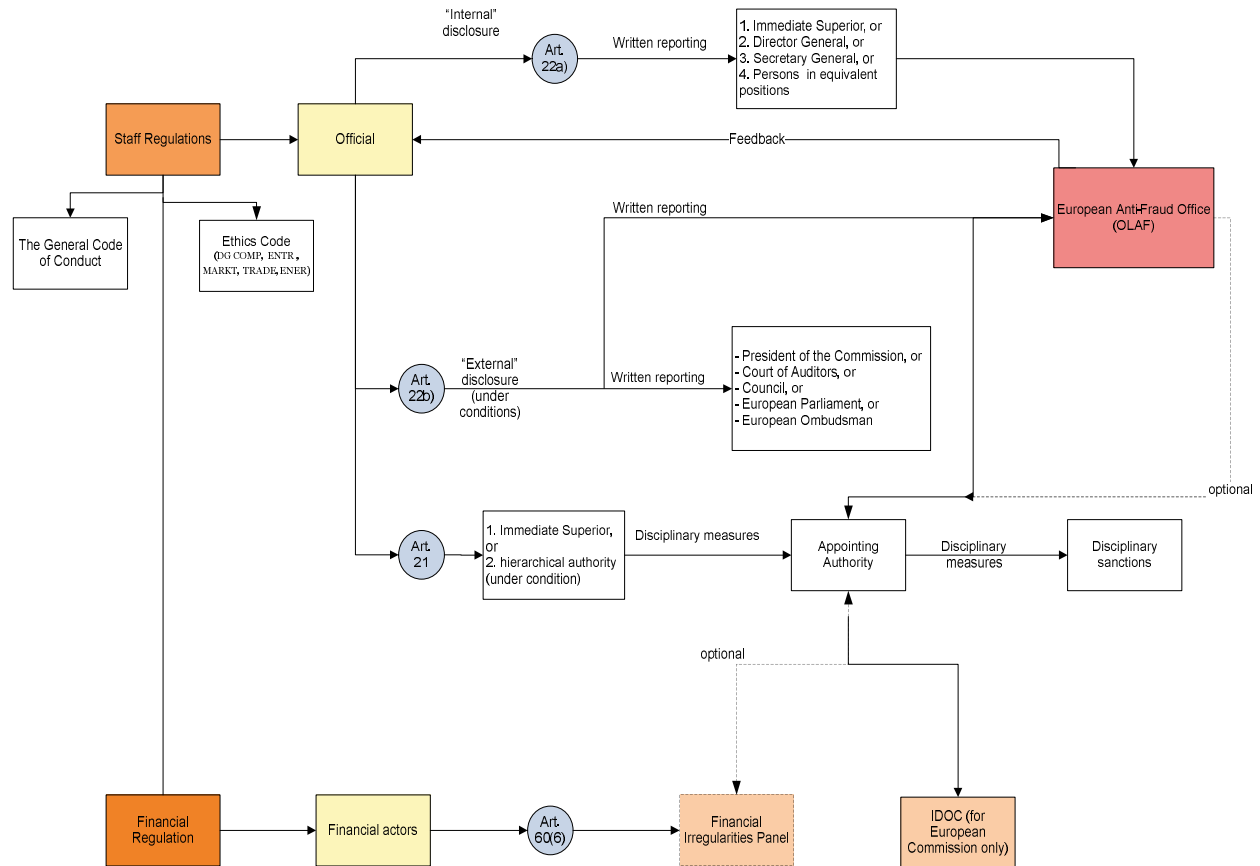 “Internal”
disclosure
Art.
22a)
Written reporting
1. Immediate Superior, or
2. Director General, or
3. Secretary General, or
4. Persons in equivalent
positions
Staff Regulations
Official
Feedback
The General Code
of Conduct
Ethics Code
(DG COMP, ENTR,
MARKT, TRADE, ENER)
Written reporting
European Anti-Fraud Office
(OLAF)
Art.
22b)
“External”
disclosure
(under
conditions)
Written reporting
- President of the Commission, or
- Court of Auditors, or
- Council, or
- European Parliament, or
- European Ombudsman
optional
Art.
21
1. Immediate Superior,
or
2. hierarchical authority
(under condition)
Disciplinary measures
Appointing
Authority
Disciplinary
measures
Disciplinary
sanctions
optional
Financial
Regulation
Financial actors
Art.
60(6)
Financial
Irregularities Panel
IDOC (for
European
Commission only)